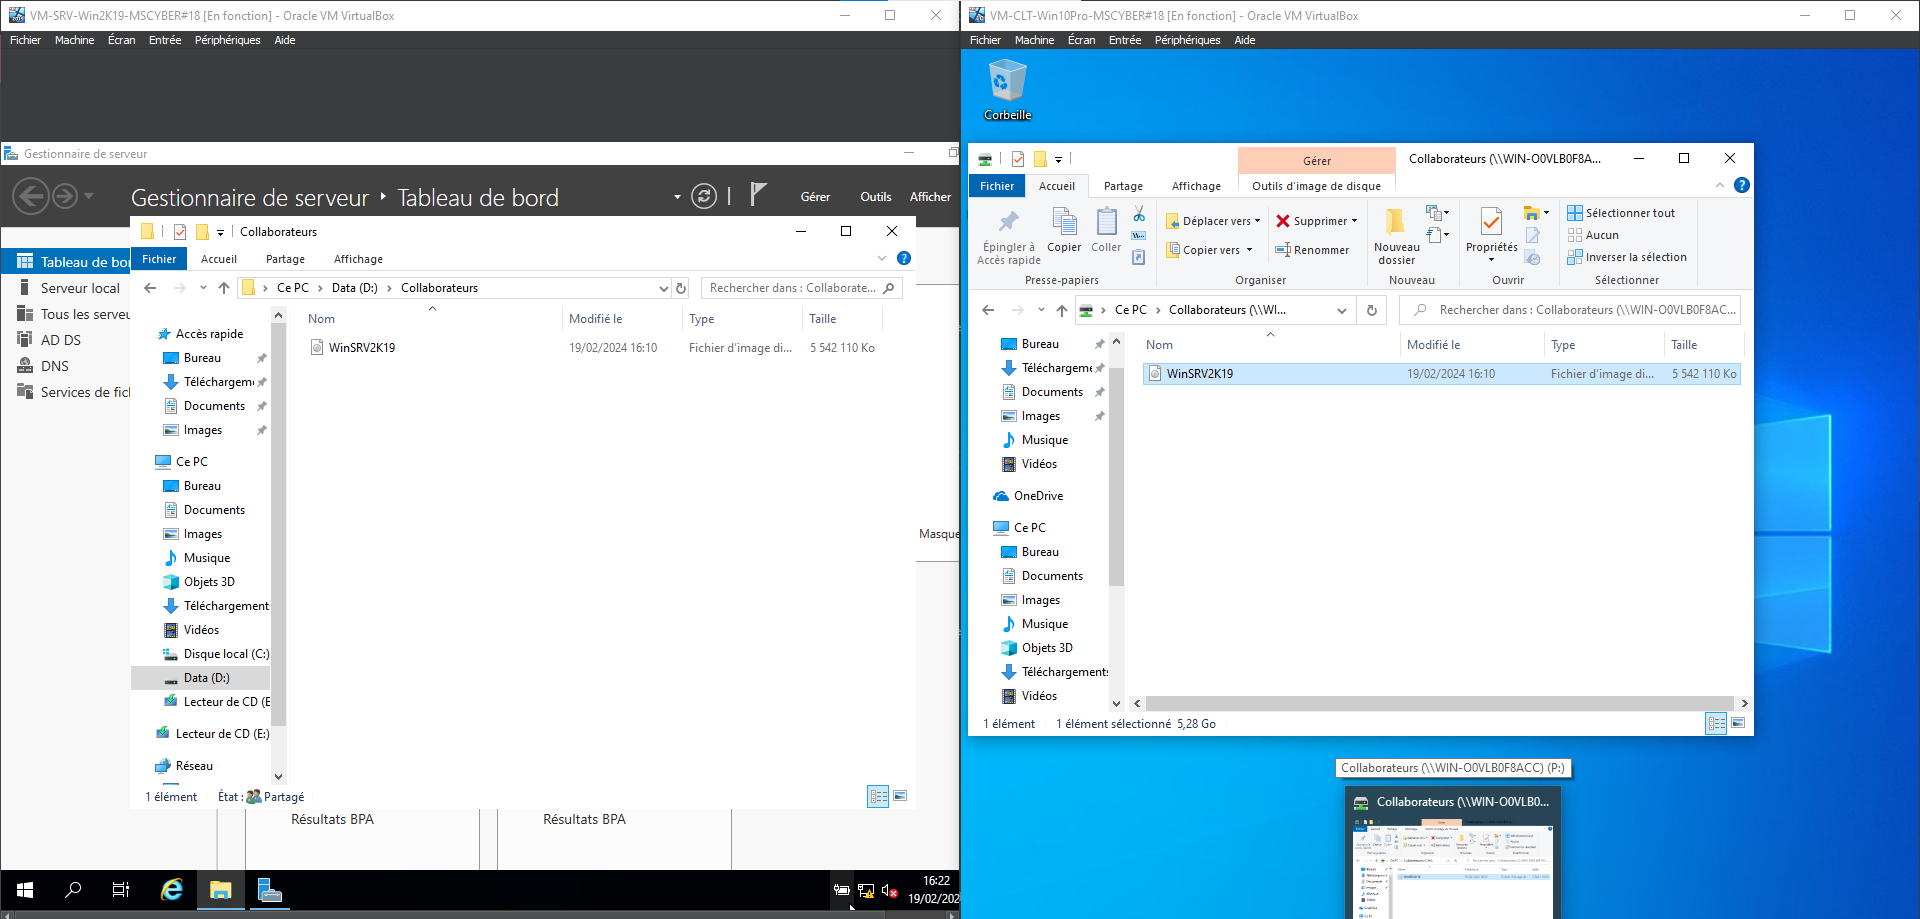 VM-SRV-Win2K19-MSCYBER#18 [En fonction] - Oracle VM VirtualBox
Fichier Machine Écran Entrée Périphériques Aide
Gestionnaire de serveur
Gestionnaire de serveur Tableau de bord
Gérer Outils Afficher
Tableau de bor
Serveur local
Tous les serveu
AD DS
DNS
Services de fich
Collaborateurs
Fichier Accueil Partage Affichage
Ce PC Data (D:) Collaborateurs
Rechercher dans : Collaborate...
Nom Modifié le Type Taille
WinSRV2K19 19/02/2024 16:10 Fichier d'image di... 5 542 110 Ko
Accès rapide
Bureau
Téléchargem
Documents
Images
Ce PC
Bureau
Documents
Images
Musique
Objets 3D
Téléchargement
Vidéos
Disque local (C:)
Data (D:)
Lecteur de CD (E
Lecteur de CD (E:)
Réseau
1 élément État : Partagé
Masque
Résultats BPA Résultats BPA
16:22
19/02/202
VM-CLT-Win10Pro-MSCYBER#18 [En fonction] - Oracle VM VirtualBox
Fichier Machine Écran Entrée Périphériques Aide
Corbeille
Gérer Collaborateurs (\\WIN-O0VLB0F8A...
Fichier Accueil Partage Affichage Outils d'image de disque
Épingler à Accès rapide
Copier
Coller
Presse-papiers
Déplacer vers
Copier vers
Supprimer
Renommer
Organiser
Nouveau dossier
Nouveau
Propriétés
Ouvrir
Sélectionner tout
Aucun
Inverser la sélection
Sélectionner
Ce PC Collaborateurs (\\WI...
Rechercher dans : Collaborateurs (\\WIN-O0VLB0F8AC...
Nom Modifié le Type Taille
WinSRV2K19 19/02/2024 16:10 Fichier d'image di... 5 542 110 Ko
Bureau
Téléchargeme
Documents
Images
Musique
Vidéos
OneDrive
Ce PC
Bureau
Documents
Images
Musique
Objets 3D
Téléchargements
Vidéos
1 élément 1 élément sélectionné 5,28 Go
Collaborateurs (\\WIN-O0VLB0F8ACC) (P:)
Collaborateurs (\\WIN-O0VLB0...